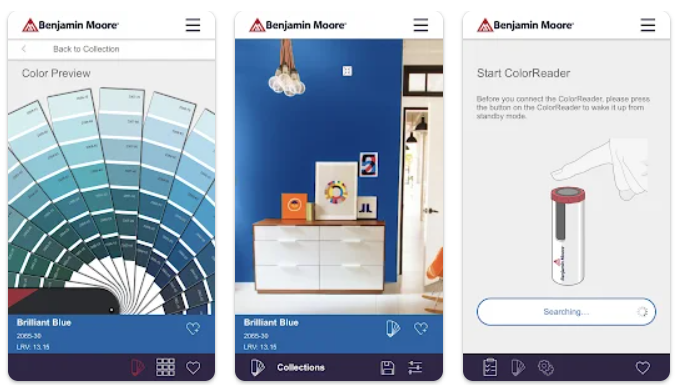 Benjamin Moore®
Back to Collection
Color Preview
Brilliant Blue
2065-30
LRV: 13.15
Benjamin Moore®
Brilliant Blue
2065-30
LRV: 13.15
Collections
Benjamin Moore®
Start ColorReader
Before you connect the ColorReader, please press
the button on the ColorReader to wake it up from
standby mode.
Benjamin Moore
Searching...